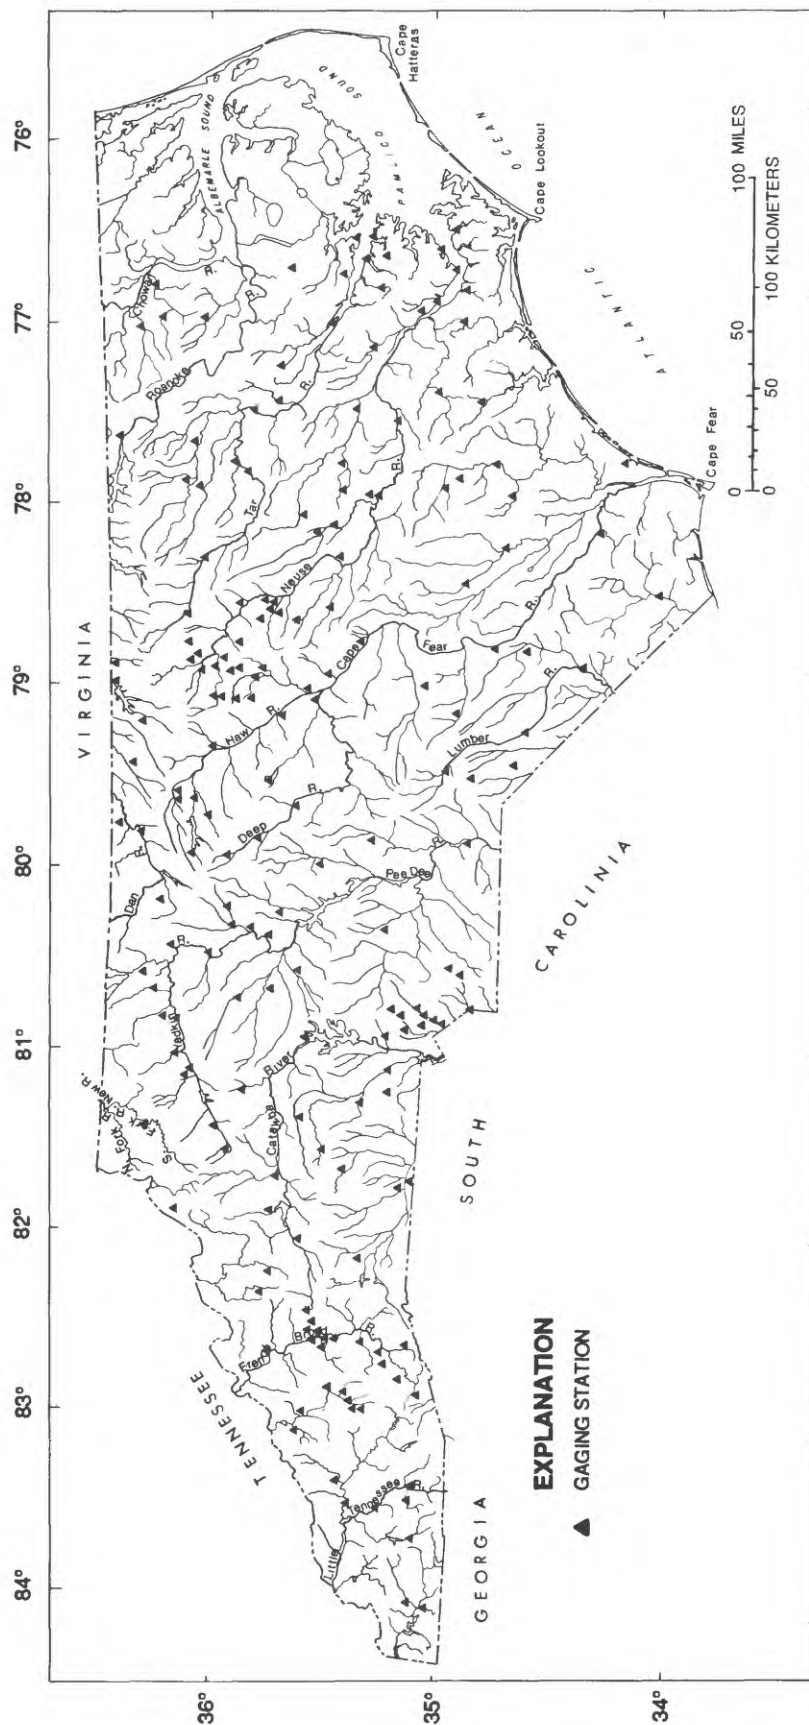 84°
83°
82°
81°
80°
79°
78°
77°
76°
36°
35°
34°
VIRGINIA
TENNESSEE
GEORGIA
SOUTH
CAROLINIA
ATLANTIC
OCEAN
ALBEMARLE SOUND
PAMLICO
SOUND
Cape
Hatteras
Cape Lookout
Cape Fear
Little
Tennessee
R.
French
Broad
R.
N. Fork R.
New R.
S. Fk. R.
Yadkin
R.
Catawba
River
Dan
R.
Pee Dee
R.
Deep
R.
Haw
R.
Cape
Fear
R.
Lumber
R.
Neuse
R.
Tar
R.
Roanoke
R.
Chowan
R.
EXPLANATION
GAGING STATION
0 50 100 MILES
0 50 100 KILOMETERS